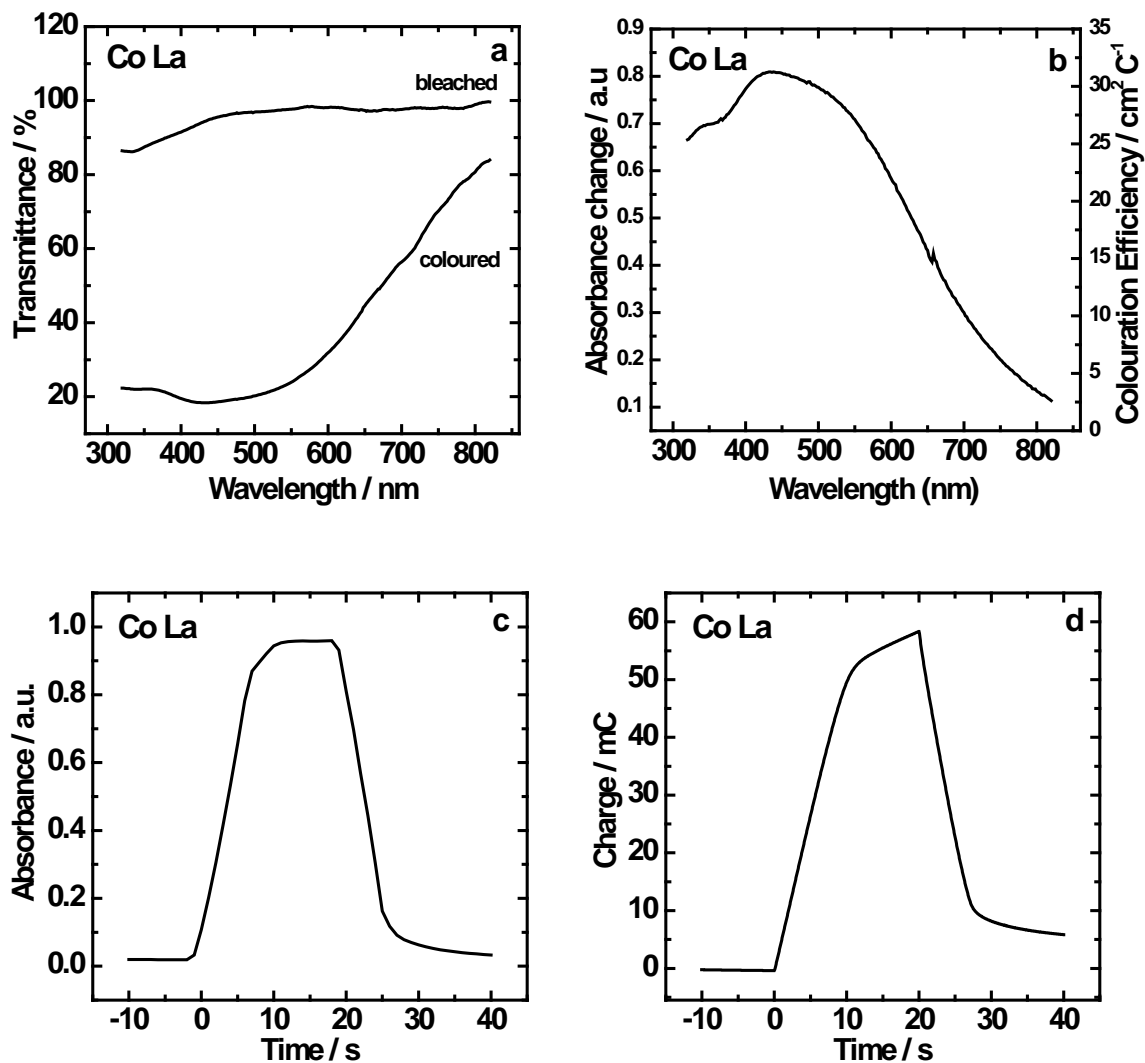 Co La
a
bleached
coloured
120
100
80
60
40
20
Transmittance / %
300 400 500 600 700 800
Wavelength / nm
Co La
b
0.9
0.8
0.7
0.6
0.5
0.4
0.3
0.2
0.1
Absorbance change / a.u
35
30
25
20
15
10
5
0
Colouration Efficiency / cm² C⁻¹
300 400 500 600 700 800
Wavelength (nm)
Co La
c
1.0
0.8
0.6
0.4
0.2
0.0
Absorbance / a.u.
-10 0 10 20 30 40
Time / s
Co La
d
60
50
40
30
20
10
0
Charge / mC
-10 0 10 20 30 40
Time / s